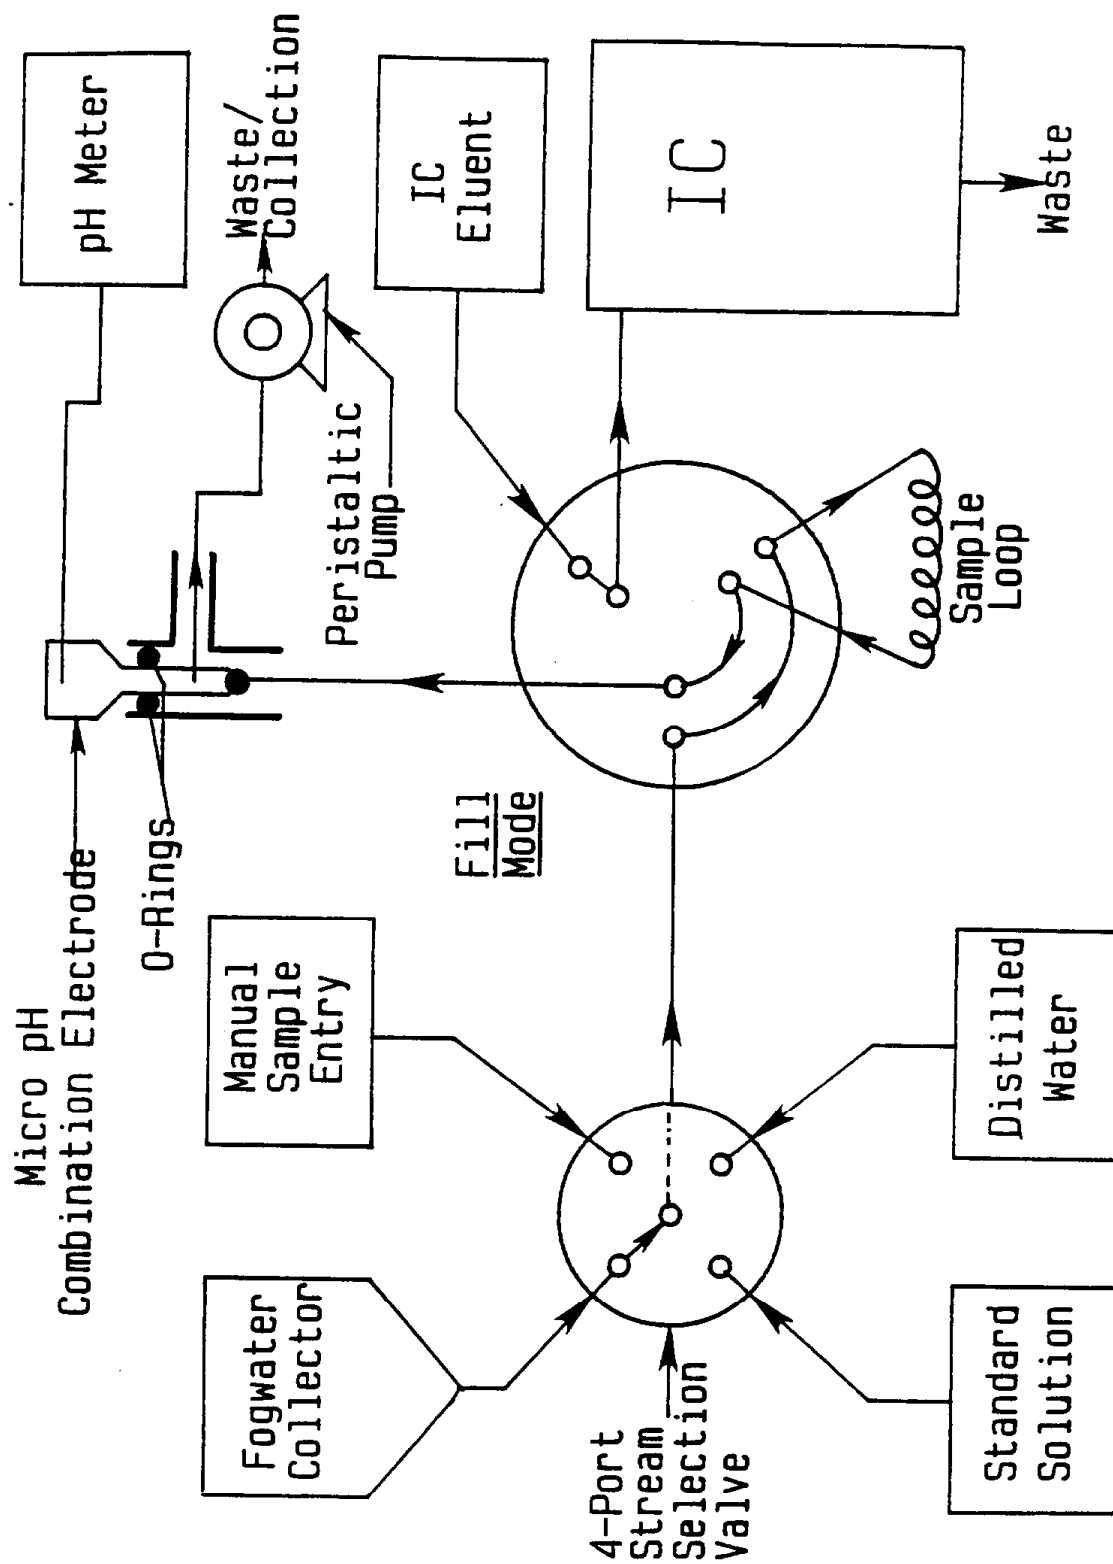 Micro pH
Combination Electrode
O-Rings
pH Meter
Waste/
Collection
Peristaltic
Pump
IC
Eluent
IC
Waste
Fill
Mode
Sample
Loop
Manual
Sample
Entry
Fogwater
Collector
4-Port
Stream
Selection
Valve
Standard
Solution
Distilled
Water